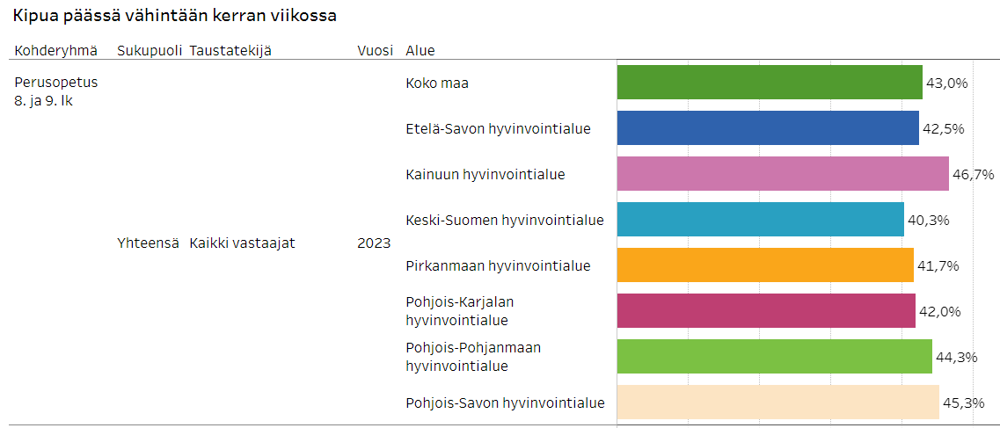 Kipua päässä vähintään kerran viikossa
Kohderyhmä Sukupuoli Taustatekijä Vuosi Alue
Perusopetus
8. ja 9. lk
Koko maa 43,0%
Etelä-Savon hyvinvointialue 42,5%
Kainuun hyvinvointialue 46,7%
Keski-Suomen hyvinvointialue 40,3%
Yhteensä Kaikki vastaajat 2023
Pirkanmaan hyvinvointialue 41,7%
Pohjois-Karjalan
hyvinvointialue 42,0%
Pohjois-Pohjanmaan
hyvinvointialue 44,3%
Pohjois-Savon hyvinvointialue 45,3%